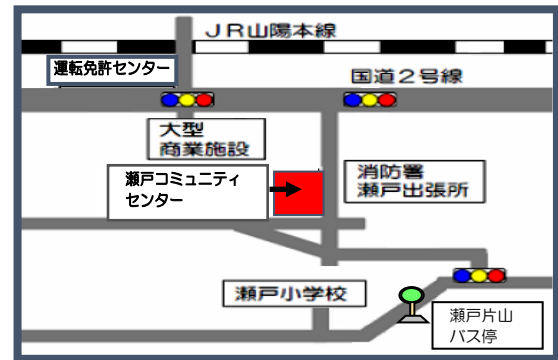 JR山陽本線
運転免許センター
国道2号線
大型
商業施設
瀬戸コミュニティ
センター
消防署
瀬戸出張所
瀬戸小学校
瀬戸片山
バス停